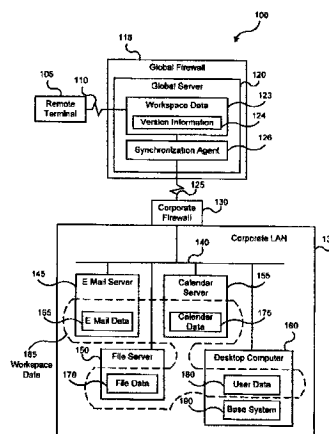 100
118
Global Firewall
120
Global Server
105
110
123
Remote Terminal
Workspace Data
124
Version Information
126
Synchronization Agent
125
130
Corporate Firewall
Corporate LAN
140
145
155
E Mail Server
Calendar Server
165
E Mail Data
175
Calendar Data
185
Workspace Data
150
160
File Server
Desktop Computer
170
File Data
180
User Data
190
Base System